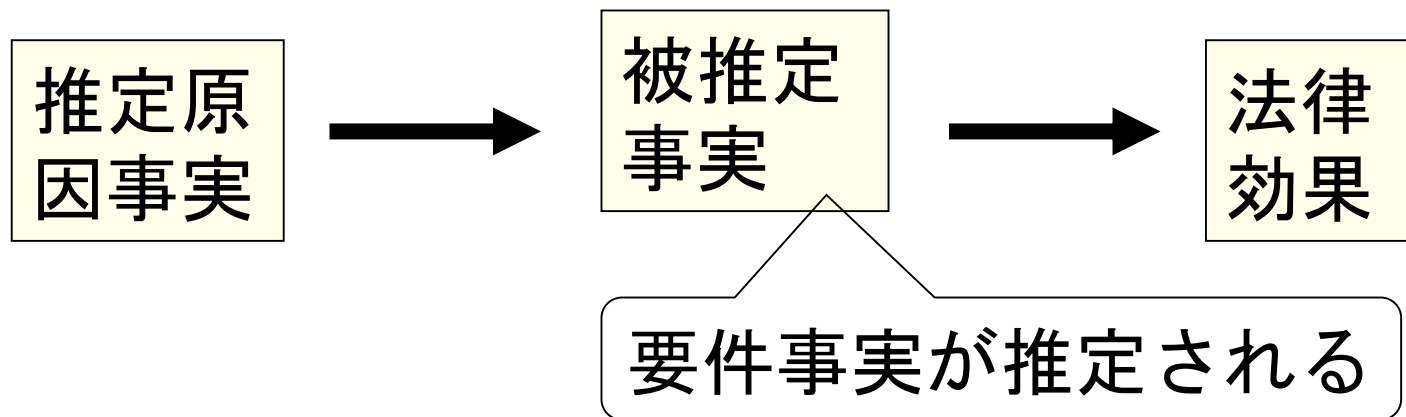 推定原
因事実
被推定
事実
法律
効果
要件事実が推定される